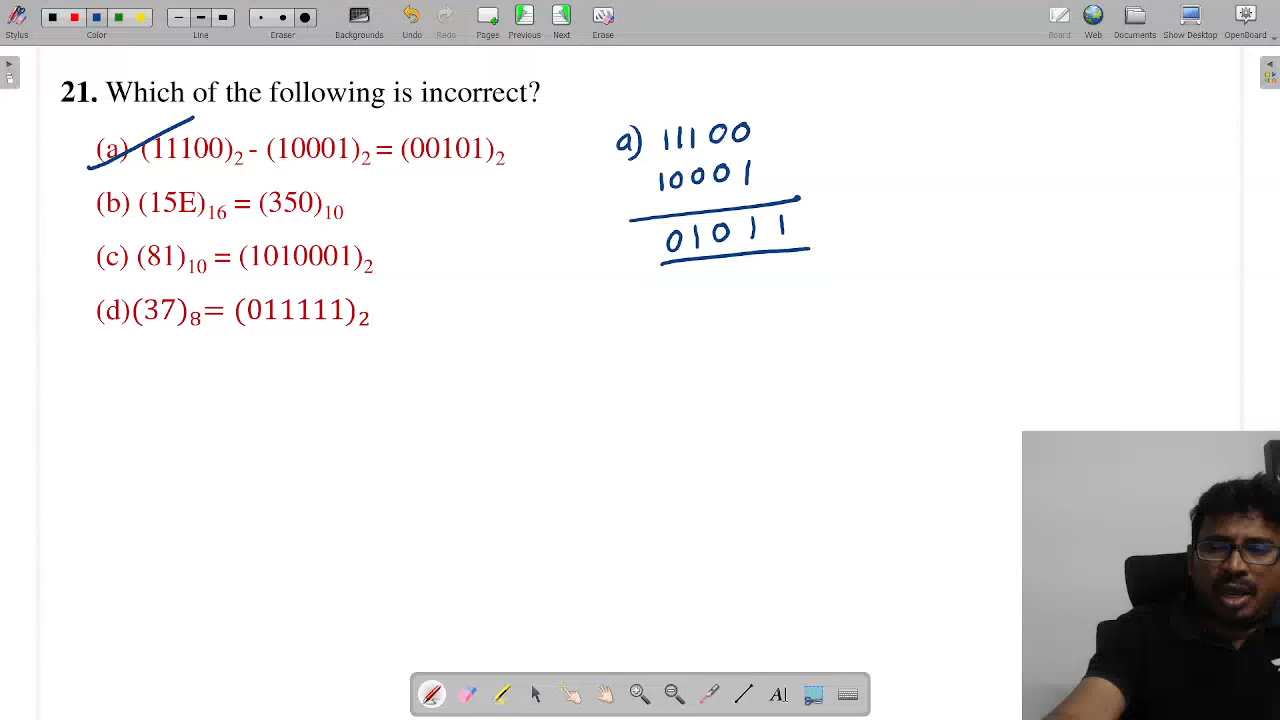 Stylus Color Line Eraser Backgrounds Undo Redo Pages Previous Next Erase Board Web Documents Show Desktop OpenBoard
21. Which of the following is incorrect?
(a) (11100)₂ - (10001)₂ = (00101)₂
(b) (15E)₁₆ = (350)₁₀
(c) (81)₁₀ = (1010001)₂
(d)(37)₈= (011111)₂
a) 11100
10001
01011
AI